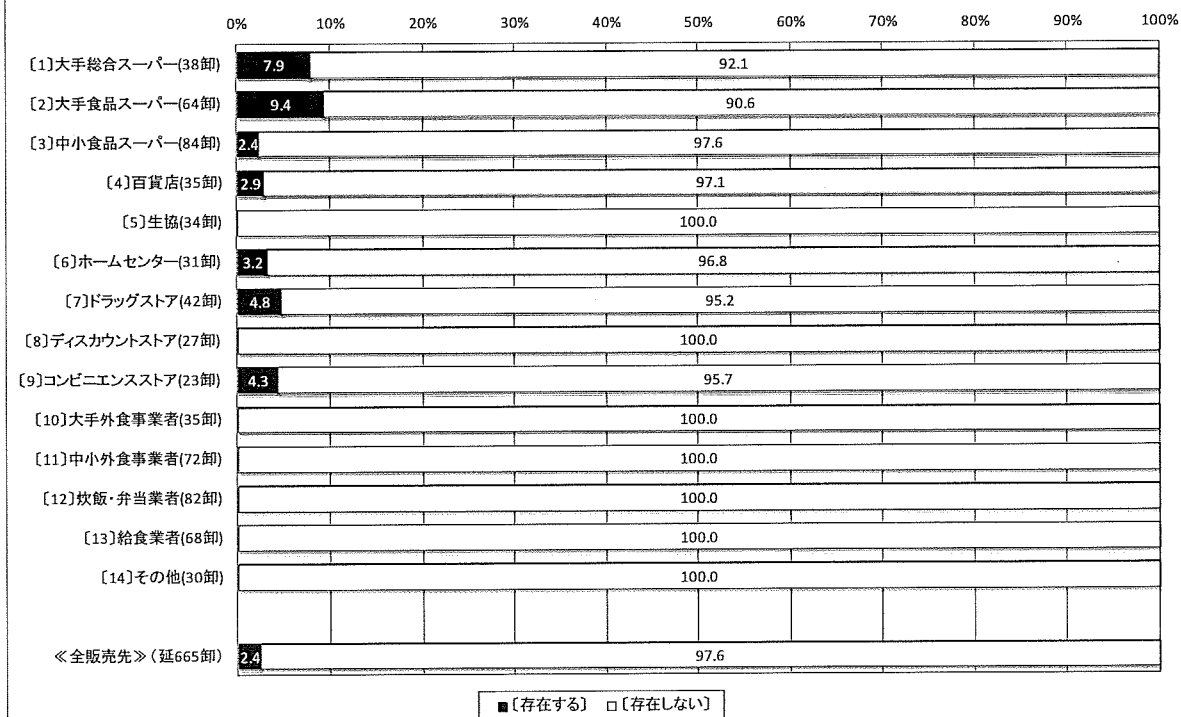 0% 10% 20% 30% 40% 50% 60% 70% 80% 90% 100%
〔1〕大手総合スーパー(38卸) 7.9 92.1
〔2〕大手食品スーパー(64卸) 9.4 90.6
〔3〕中小食品スーパー(84卸) 2.4 97.6
〔4〕百貨店(35卸) 2.9 97.1
〔5〕生協(34卸) 100.0
〔6〕ホームセンター(31卸) 3.2 96.8
〔7〕ドラッグストア(42卸) 4.8 95.2
〔8〕ディスカウントストア(27卸) 100.0
〔9〕コンビニエンスストア(23卸) 4.3 95.7
〔10〕大手外食事業者(35卸) 100.0
〔11〕中小外食事業者(72卸) 100.0
〔12〕炊飯・弁当業者(82卸) 100.0
〔13〕給食業者(68卸) 100.0
〔14〕その他(30卸) 100.0
≪全販売先≫(延665卸) 2.4 97.6
■〔存在する〕 □〔存在しない〕